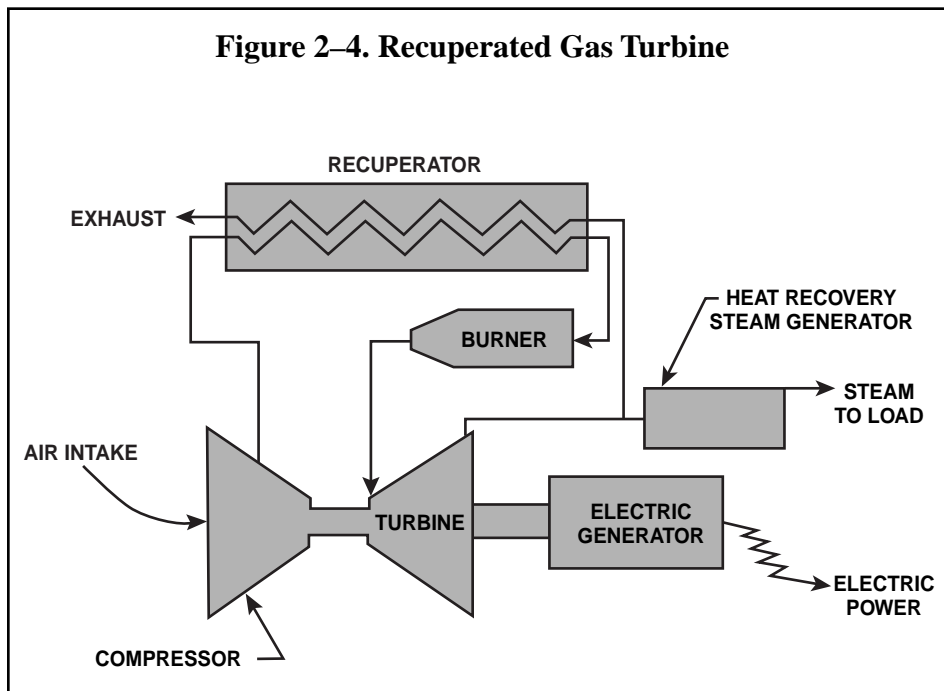 Figure 2–4. Recuperated Gas Turbine
RECUPERATOR
EXHAUST
HEAT RECOVERY
STEAM GENERATOR
BURNER
STEAM
TO LOAD
AIR INTAKE
TURBINE
ELECTRIC
GENERATOR
ELECTRIC
POWER
COMPRESSOR